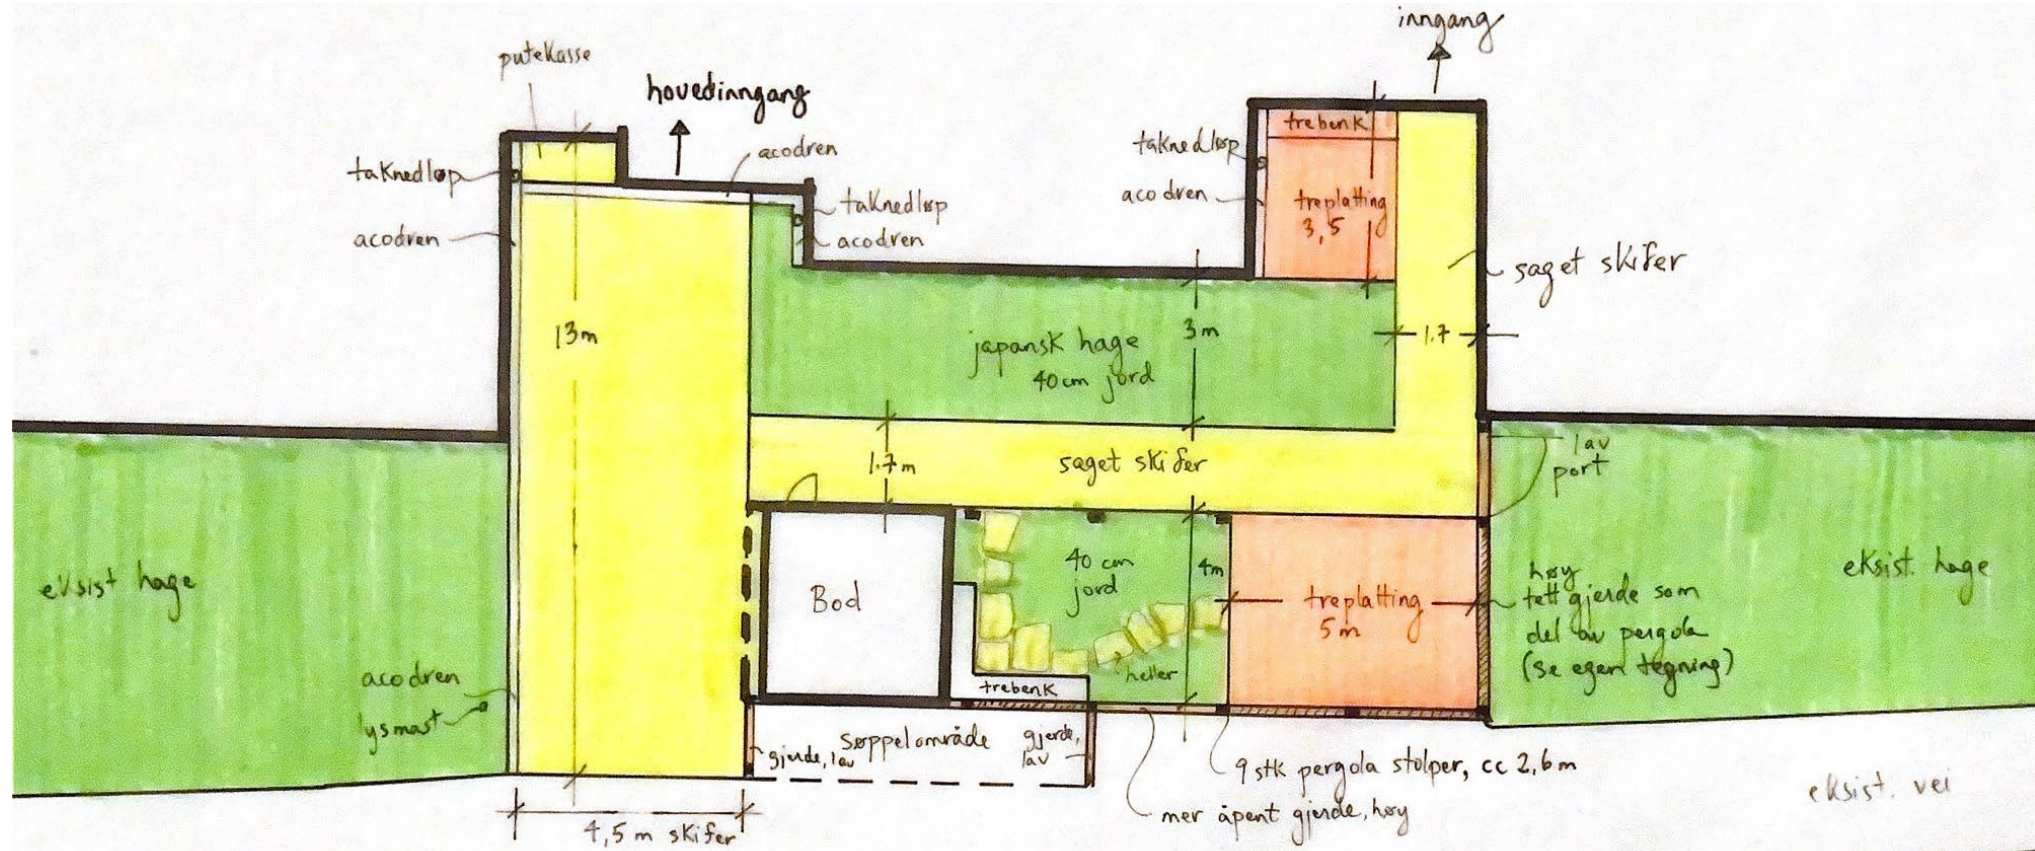 inngang
putekasse
hovedinngang
acodren
taknedløp
taknedløp
acodren
acodren
taknedløp
acodren
trebenk
treplatting
3,5
saget skifer
13m
japansk hage
40cm jord
3m
1.7
1.7m
saget skifer
lav
port
eksist hage
Bod
40 cm
jord
4m
treplatting
5m
høy
tett gjerde som
del av pergola
(se egen tegning)
eksist. hage
heller
trebenk
acodren
lysmast
gjerde, lav
Søppelområde
gjerde,
lav
9 stk pergola stolper, cc 2,6m
mer åpent gjerde, høy
eksist. vei
4,5 m skifer